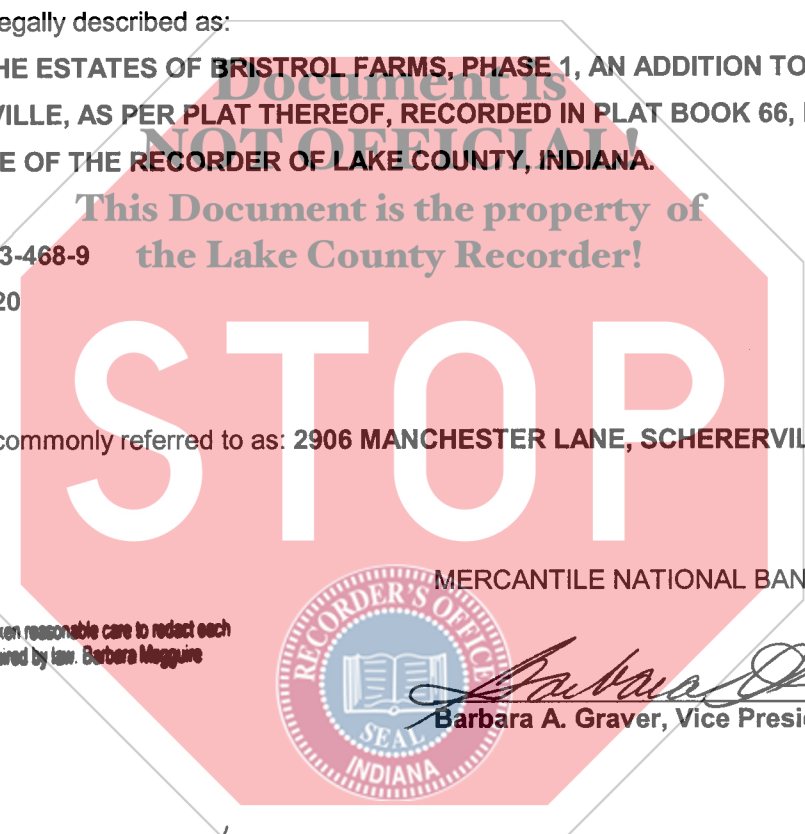 egally described as:
HE ESTATES OF BRISTROL FARMS, PHASE 1, AN ADDITION TO
Document is
VILLE, AS PER PLAT THEREOF, RECORDED IN PLAT BOOK 66,
NOT OFFICIAL!
E OF THE RECORDER OF LAKE COUNTY, INDIANA.
This Document is the property of
3-468-9
the Lake County Recorder!
20
STOP
commonly referred to as: 2906 MANCHESTER LANE, SCHERERVIL
MERCANTILE NATIONAL BAN
ken reasonable care to redact each
ired by law. Barbara Megguire
RECORDER'S OFFICE
SEAL
INDIANA
Barbara
Barbara A. Graver, Vice Presi